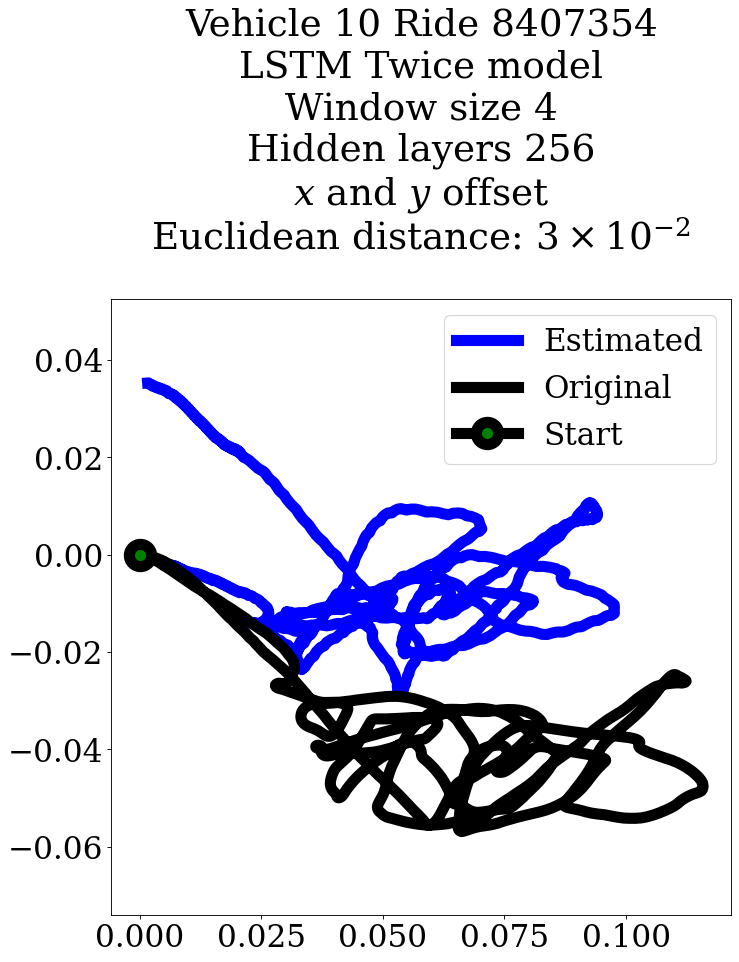 Vehicle 10 Ride 8407354
LSTM Twice model
Window size 4
Hidden layers 256
x and y offset
Euclidean distance: 3 × 10⁻²
Estimated
Original
Start
0.04
0.02
0.00
−0.02
−0.04
−0.06
0.000 0.025 0.050 0.075 0.100